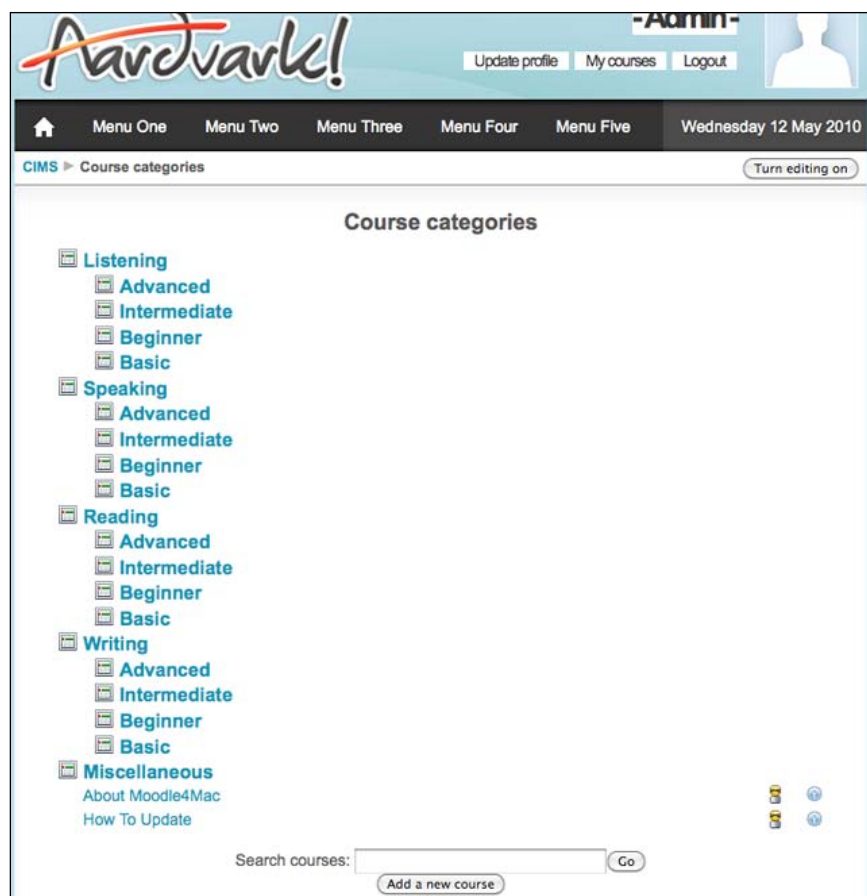 Aardvark!
-Admin-
Update profile My courses Logout
Menu One Menu Two Menu Three Menu Four Menu Five Wednesday 12 May 2010
CIMS Course categories Turn editing on
Course categories
Listening
Advanced
Intermediate
Beginner
Basic
Speaking
Advanced
Intermediate
Beginner
Basic
Reading
Advanced
Intermediate
Beginner
Basic
Writing
Advanced
Intermediate
Beginner
Basic
Miscellaneous
About Moodle4Mac
How To Update
Search courses: Go
Add a new course